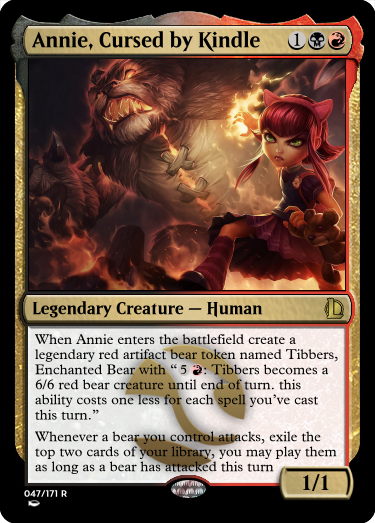 Annie, Cursed by Kindle 1
Legendary Creature — Human
When Annie enters the battlefield create a
legendary red artifact bear token named Tibbers,
Enchanted Bear with “ 5 : Tibbers becomes a
6/6 red bear creature until end of turn. this
ability costs one less for each spell you've cast
this turn.”
Whenever a bear you control attacks, exile the
top two cards of your library, you may play them
as long as a bear has attacked this turn
1/1
047/171 R